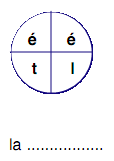 é é
t l
la .................